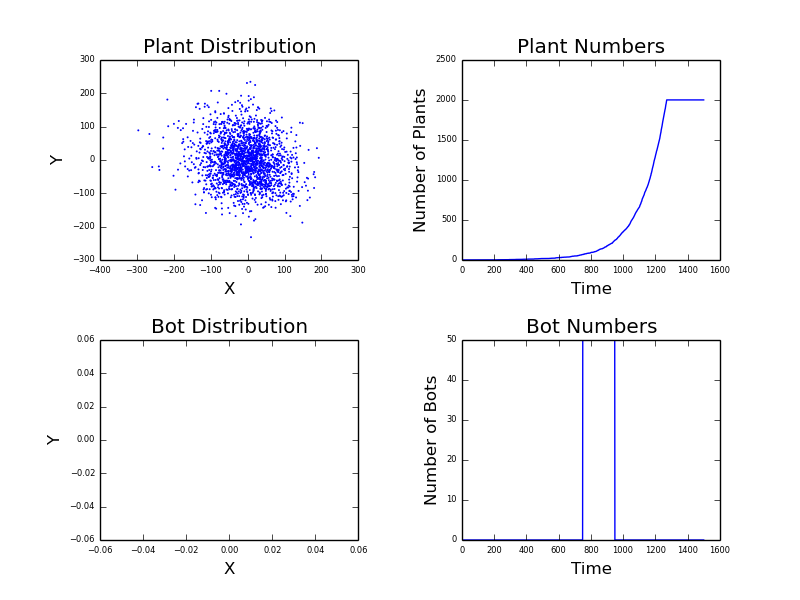 Plant Distribution
300
200
100
0
−100
−200
−300
Y
−400 −300 −200 −100 0 100 200 300
X
Plant Numbers
2500
2000
1500
1000
500
0
Number of Plants
0 200 400 600 800 1000 1200 1400 1600
Time
Bot Distribution
0.06
0.04
0.02
0.00
−0.02
−0.04
−0.06
Y
−0.06 −0.04 −0.02 0.00 0.02 0.04 0.06
X
Bot Numbers
50
40
30
20
10
0
Number of Bots
0 200 400 600 800 1000 1200 1400 1600
Time